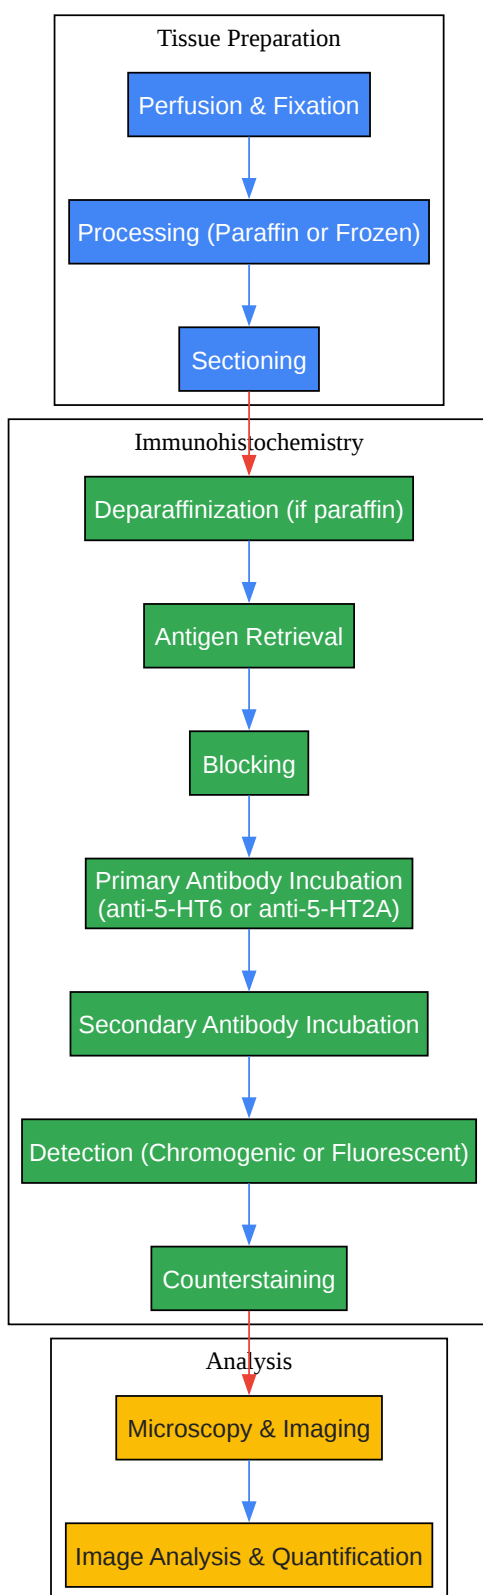 Tissue Preparation
Perfusion & Fixation
Processing (Paraffin or Frozen)
Sectioning
Immunohistochemistry
Deparaffinization (if paraffin)
Antigen Retrieval
Blocking
Primary Antibody Incubation
(anti-5-HT6 or anti-5-HT2A)
Secondary Antibody Incubation
Detection (Chromogenic or Fluorescent)
Counterstaining
Analysis
Microscopy & Imaging
Image Analysis & Quantification